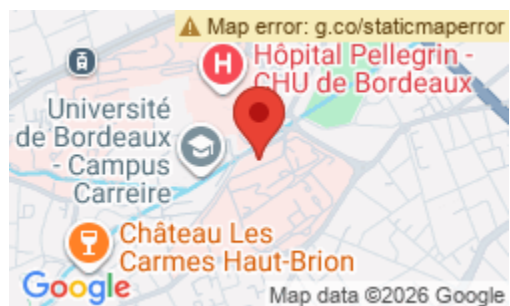 Map error: g.co/staticmaperror
H
Hôpital Pellegrin -
CHU de Bordeaux
Université
de Bordeaux
- Campus
Carreire
Château Les
Carmes Haut-Brion
Google
Map data ©2026 Google